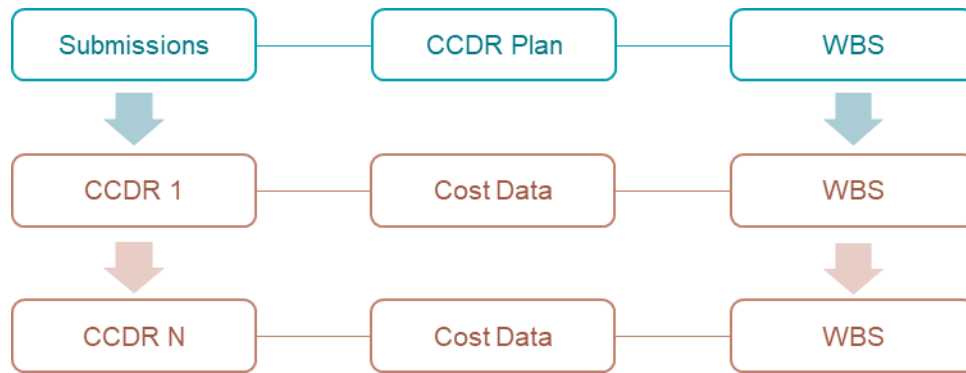 Submissions
CCDR Plan
WBS
CCDR 1
Cost Data
WBS
CCDR N
Cost Data
WBS